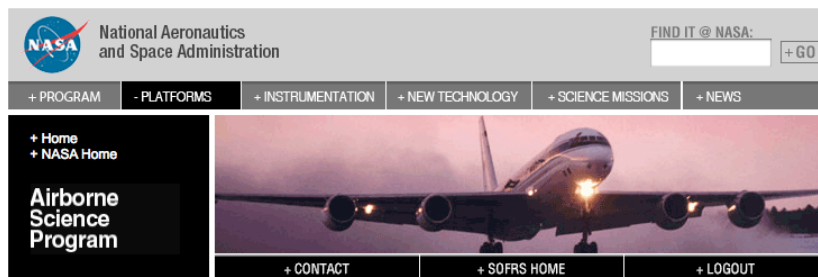 NASA
National Aeronautics
and Space Administration
FIND IT @ NASA:
+ GO
+ PROGRAM
- PLATFORMS
+ INSTRUMENTATION
+ NEW TECHNOLOGY
+ SCIENCE MISSIONS
+ NEWS
+ Home
+ NASA Home
Airborne
Science
Program
+ CONTACT
+ SOFRS HOME
+ LOGOUT